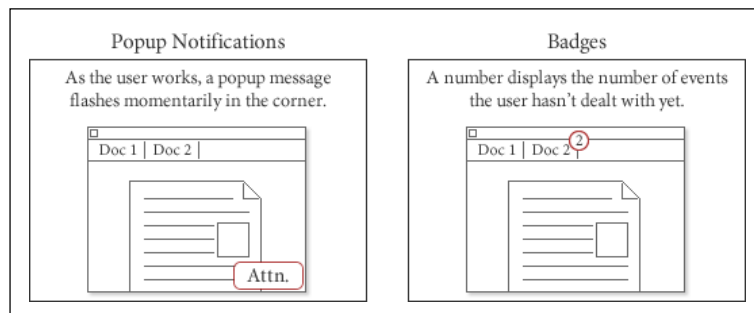 Popup Notifications
As the user works, a popup message
flashes momentarily in the corner.
Doc 1 | Doc 2 |
Attn.
Badges
A number displays the number of events
the user hasn't dealt with yet.
Doc 1 | Doc 2 |
2